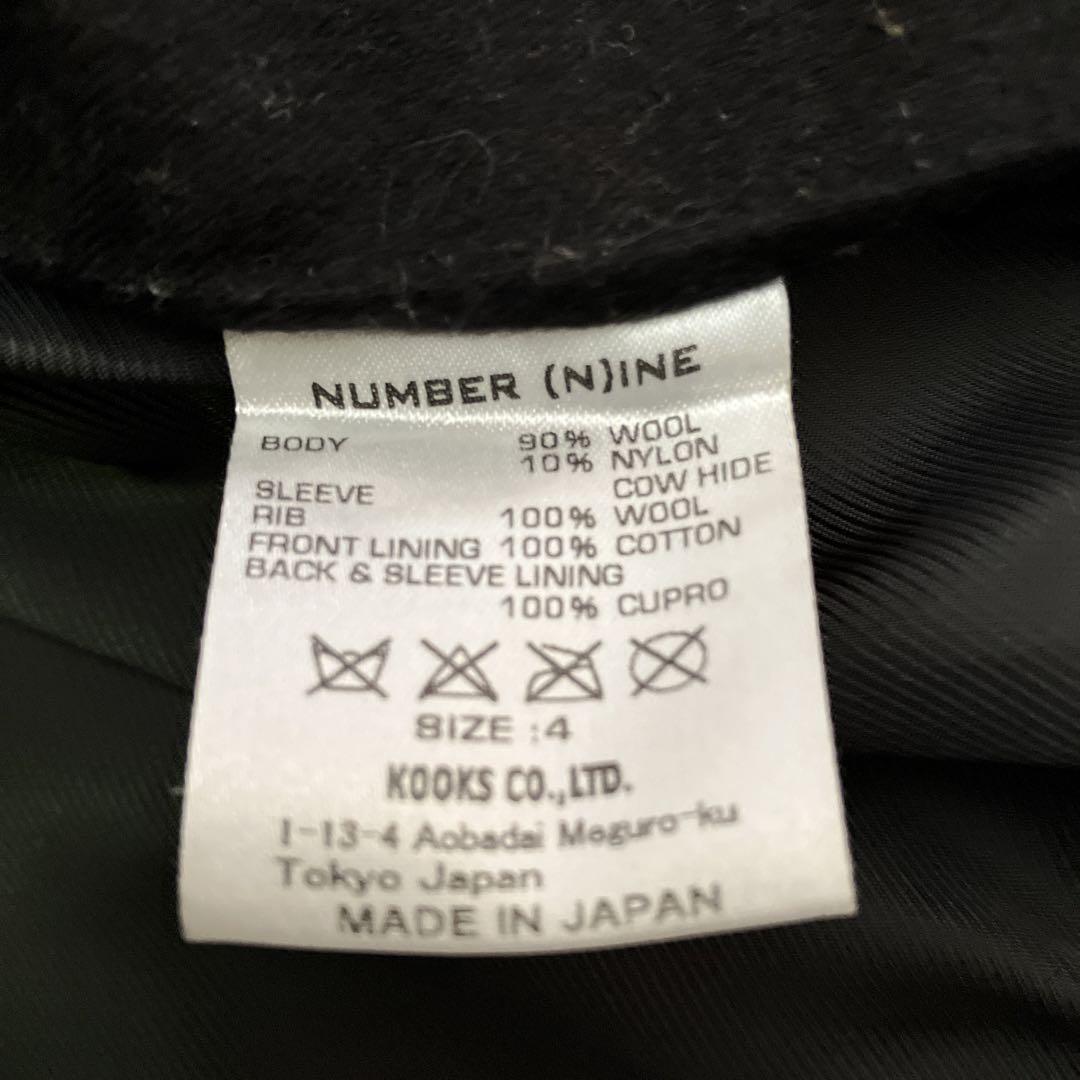 NUMBER (N)INE
BODY 90% WOOL
10% NYLON
SLEEVE COW HIDE
RIB 100% WOOL
FRONT LINING 100% COTTON
BACK & SLEEVE LINING
100% CUPRO
SIZE :4
KOOKS CO.,LTD.
1-13-4 Aobadai Meguro-ku
Tokyo Japan
MADE IN JAPAN